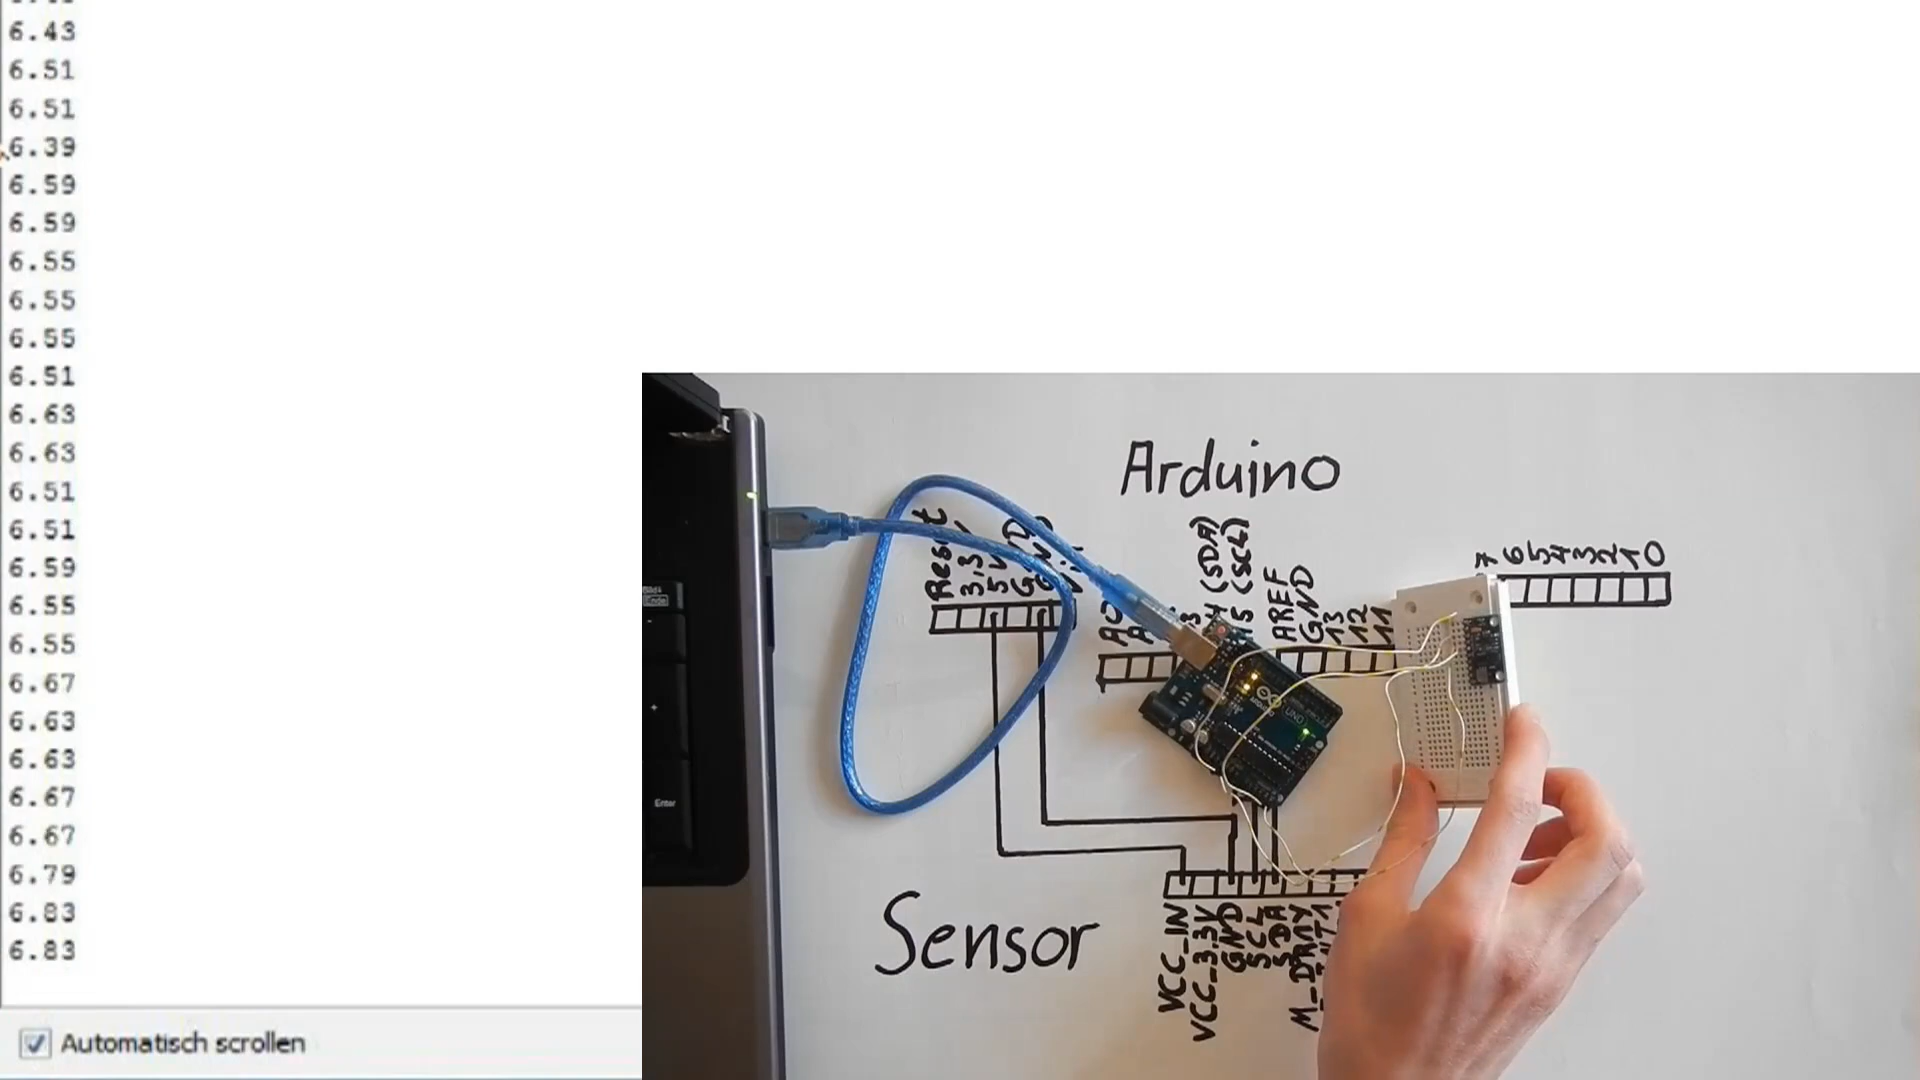 6.43
6.51
6.51
6.39
6.59
6.59
6.55
6.55
6.55
6.51
6.63
6.63
6.51
6.51
6.59
6.55
6.55
6.67
6.63
6.63
6.67
6.67
6.79
6.83
6.83
Automatisch scrollen
Arduino
5V
(SDA)
(SCL)
AREF
GND
13
12
11
7
6
5
4
3
2
1
0
ARDUINO
UNO
Enter
Sensor
VCC_IN
VCC_3.3V
GND
SCL
SDA
M_DRAY